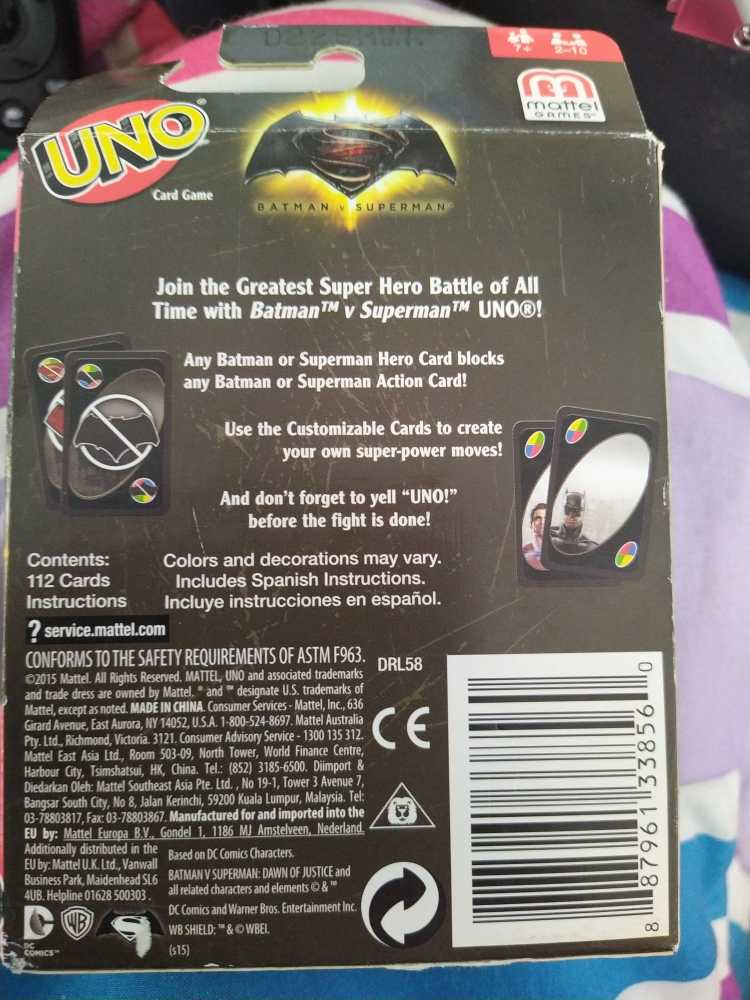 7+ 2-10
mattel
GAMES
UNO®
Card Game
BATMAN v SUPERMAN
Join the Greatest Super Hero Battle of All
Time with Batman™ v Superman™ UNO®!
Any Batman or Superman Hero Card blocks
any Batman or Superman Action Card!
Use the Customizable Cards to create
your own super-power moves!
And don't forget to yell “UNO!”
before the fight is done!
Contents:
112 Cards
Instructions
Colors and decorations may vary.
Includes Spanish Instructions.
Incluye instrucciones en español.
? service.mattel.com
CONFORMS TO THE SAFETY REQUIREMENTS OF ASTM F963.
DRL58
©2015 Mattel. All Rights Reserved. MATTEL, UNO and associated trademarks
and trade dress are owned by Mattel. ® and ™ designate U.S. trademarks of
Mattel, except as noted. MADE IN CHINA. Consumer Services - Mattel, Inc., 636
Girard Avenue, East Aurora, NY 14052, U.S.A. 1-800-524-8697. Mattel Australia
Pty. Ltd., Richmond, Victoria. 3121. Consumer Advisory Service - 1300 135 312.
Mattel East Asia Ltd., Room 503-09, North Tower, World Finance Centre,
Harbour City, Tsimshatsui, HK, China. Tel.: (852) 3185-6500. Diimport &
Diedarkan Oleh: Mattel Southeast Asia Pte. Ltd. , No 19-1, Tower 3 Avenue 7,
Bangsar South City, No 8, Jalan Kerinchi, 59200 Kuala Lumpur, Malaysia. Tel:
03-78803817, Fax: 03-78803867. Manufactured for and imported into the
EU by: Mattel Europa B.V., Gondel 1, 1186 MJ Amstelveen, Nederland.
Additionally distributed in the
EU by: Mattel U.K. Ltd., Vanwall
Business Park, Maidenhead SL6
4UB. Helpline 01628 500303 .
Based on DC Comics Characters.
BATMAN V SUPERMAN: DAWN OF JUSTICE and
all related characters and elements © & ™
DC Comics and Warner Bros. Entertainment Inc.
WB SHIELD: ™ & © WBEI.
(s15)
DC
COMICS™
WB
CE
8 87961 33856 0